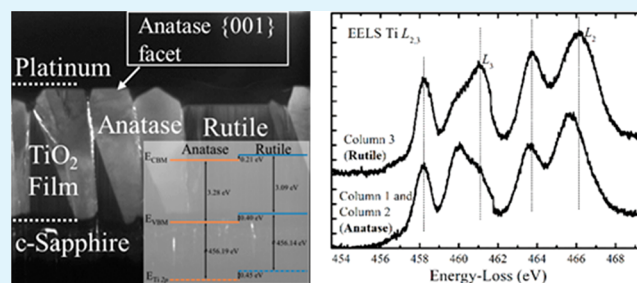 Anatase {001}
facet
Platinum
Anatase
Rutile
TiO2
Film
c-Sapphire
Anatase
Rutile
ECBM
0.21 eV
3.28 eV
3.09 eV
EVBM
0.40 eV
456.19 eV
456.14 eV
ETi 2p
0.45 eV
EELS Ti L2,3
L3
L2
Column 3
(Rutile)
Column 1 and
Column 2
(Anatase)
454 456 458 460 462 464 466 468
Energy-Loss (eV)